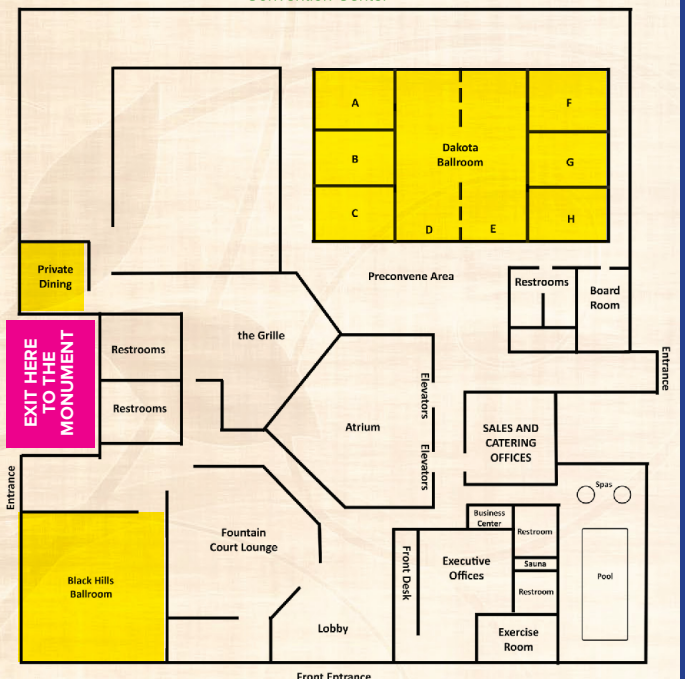 Convention Center
A
F
Dakota
Ballroom
B
G
C
H
D
E
Private
Dining
Preconvene Area
Restrooms
Board
Room
EXIT HERE
TO THE
MONUMENT
Restrooms
the Grille
Elevators
Entrance
Restrooms
Atrium
SALES AND
CATERING
OFFICES
Elevators
Entrance
Spas
Business
Center
Restroom
Fountain
Court Lounge
Front Desk
Executive
Offices
Sauna
Pool
Black Hills
Ballroom
Restroom
Lobby
Exercise
Room
Front Entrance